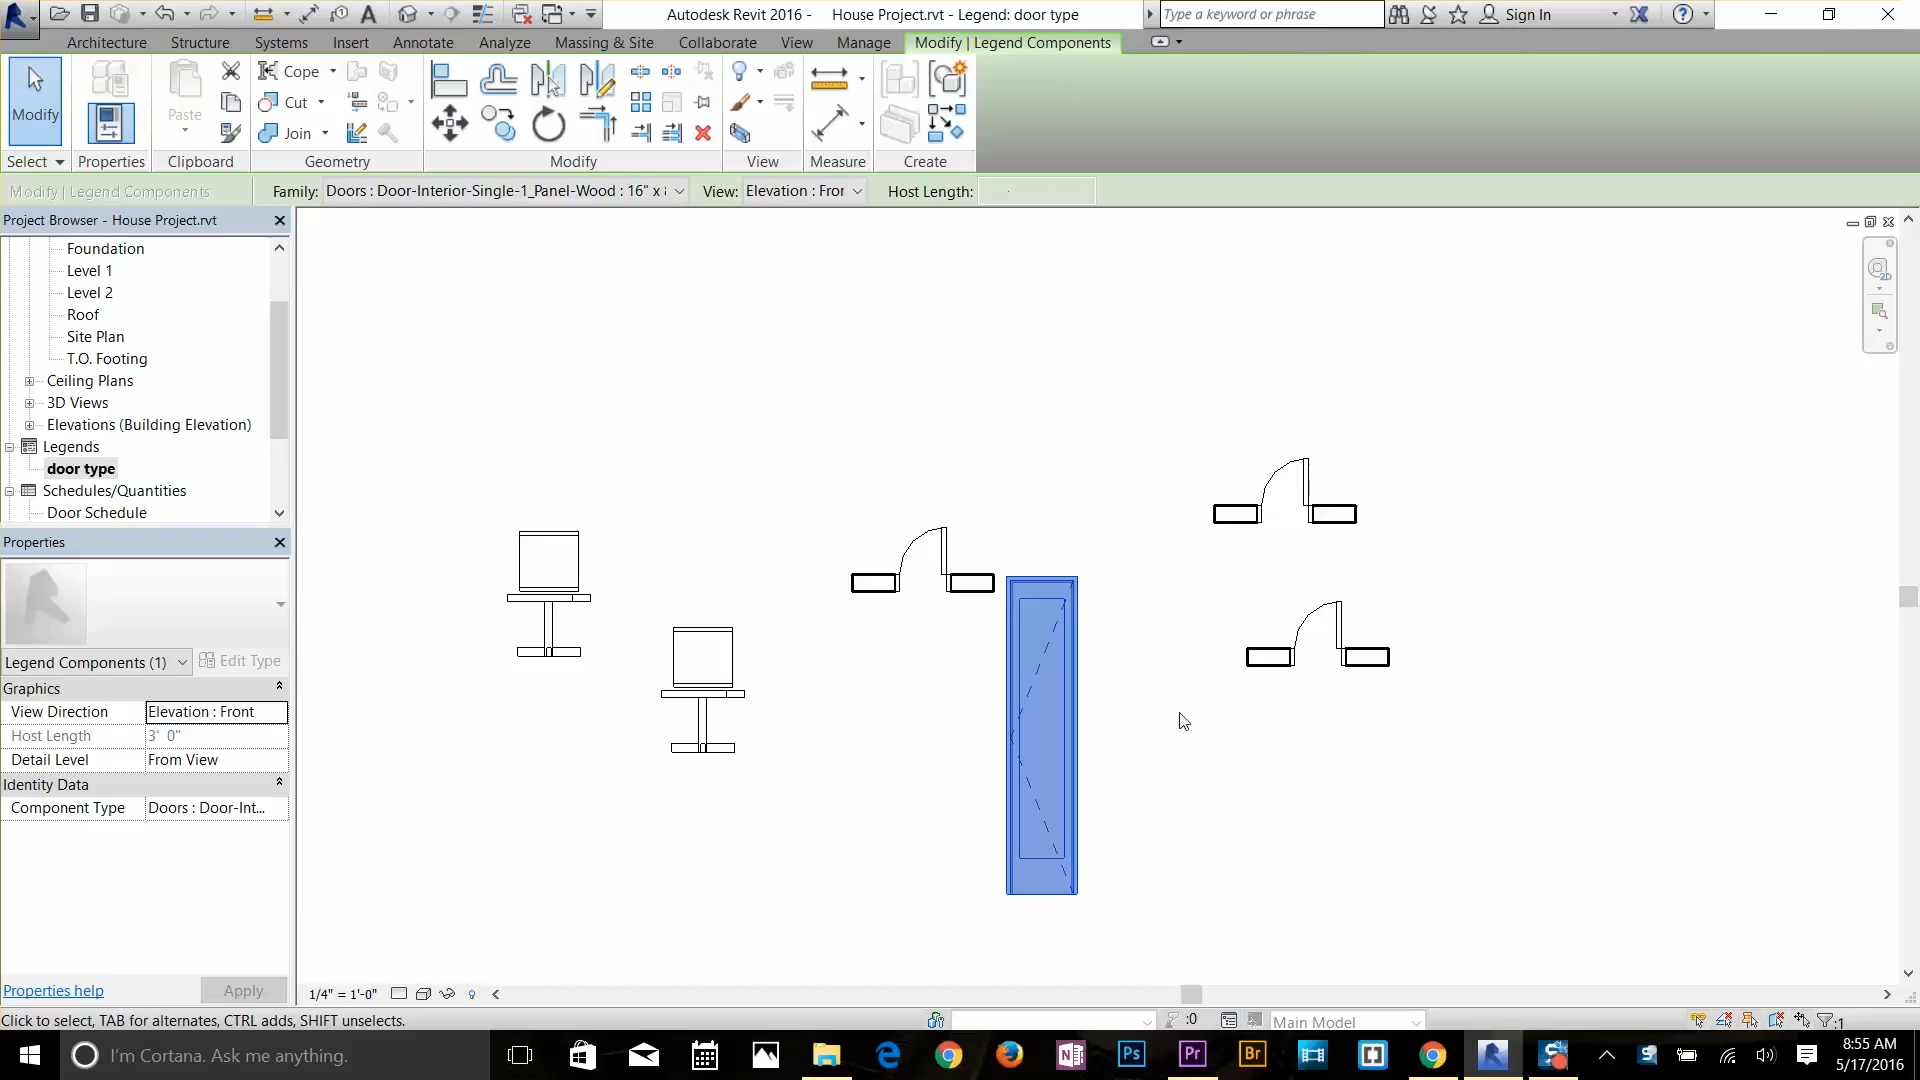 Autodesk Revit 2016 - House Project.rvt - Legend: door type
Type a keyword or phrase
Sign In
Architecture Structure Systems Insert Annotate Analyze Massing & Site Collaborate View Manage Modify | Legend Components
Modify
Paste
Cope
Cut
Join
Select Properties Clipboard Geometry Modify View Measure Create
Modify | Legend Components
Family: Doors : Door-Interior-Single-1_Panel-Wood : 16" x
View: Elevation : Fror
Host Length:
Project Browser - House Project.rvt
Foundation
Level 1
Level 2
Roof
Site Plan
T.O. Footing
Ceiling Plans
3D Views
Elevations (Building Elevation)
Legends
door type
Schedules/Quantities
Door Schedule
Properties
Legend Components (1) Edit Type
Graphics
View Direction Elevation : Front
Host Length 3' 0"
Detail Level From View
Identity Data
Component Type Doors : Door-Int...
Properties help Apply
1/4" = 1'-0"
Click to select, TAB for alternates, CTRL adds, SHIFT unselects.
:0
Main Model
:1
I'm Cortana. Ask me anything.
8:55 AM
5/17/2016